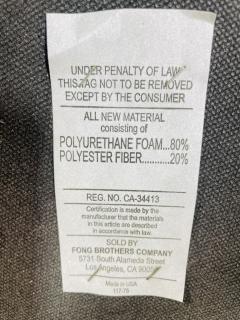 UNDER PENALTY OF LAW
THIS TAG NOT TO BE REMOVED
EXCEPT BY THE CONSUMER
ALL NEW MATERIAL
consisting of
POLYURETHANE FOAM...80%
POLYESTER FIBER...........20%
REG. NO. CA-34413
Certification is made by the
manufacturer that the materials
in this article are described
in accordance with law.
SOLD BY
FONG BROTHERS COMPANY
5731 South Alameda Street
Los Angeles, CA
Made in USA
117-75